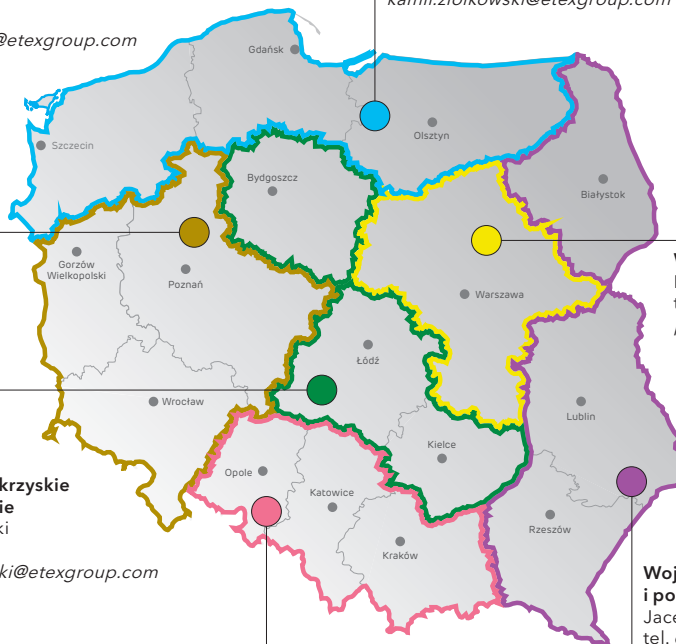 kamil.ziolkowski@etexgroup.com
@etexgroup.com
Gdańsk
Olsztyn
Szczecin
Białystok
Bydgoszcz
Gorzów
Wielkopolski
Poznań
Warszawa
Łódź
Wrocław
Lublin
Kielce
Opole
Katowice
Rzeszów
Kraków
krzyskie
ie
ki
ki@etexgroup.com
Woj
i po
Jace
tel.